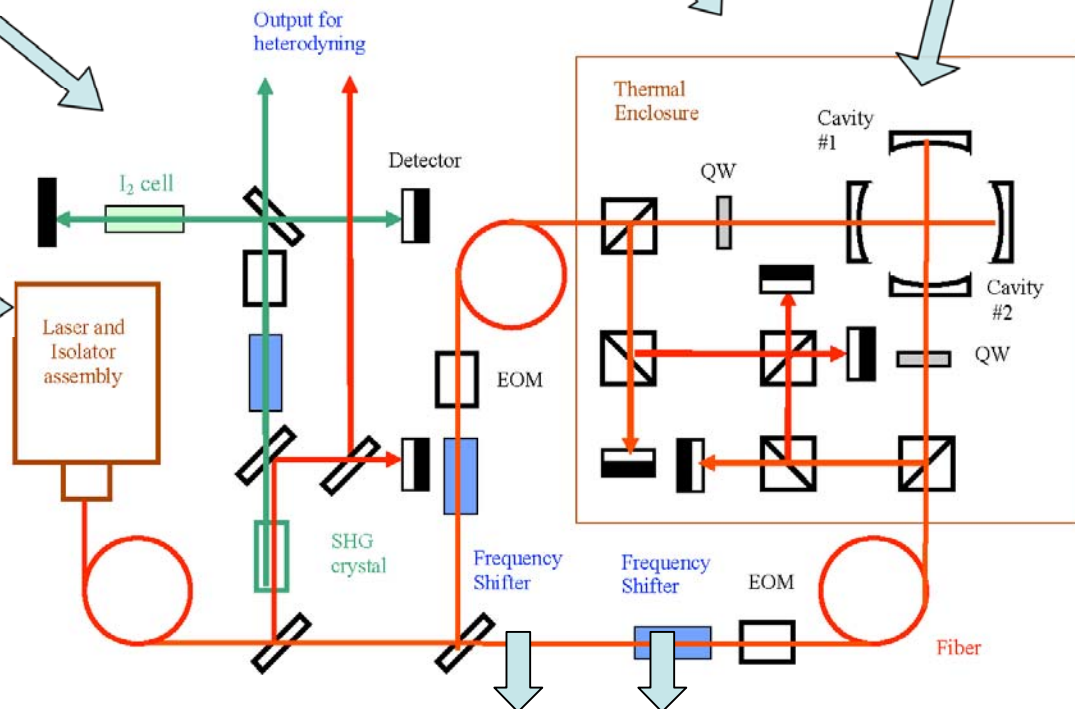 Output for
heterodyning
Thermal
Enclosure
Cavity
#1
Detector
QW
I₂ cell
Cavity
#2
Laser and
Isolator
assembly
QW
EOM
SHG
crystal
Frequency
Shifter
Frequency
Shifter
EOM
Fiber